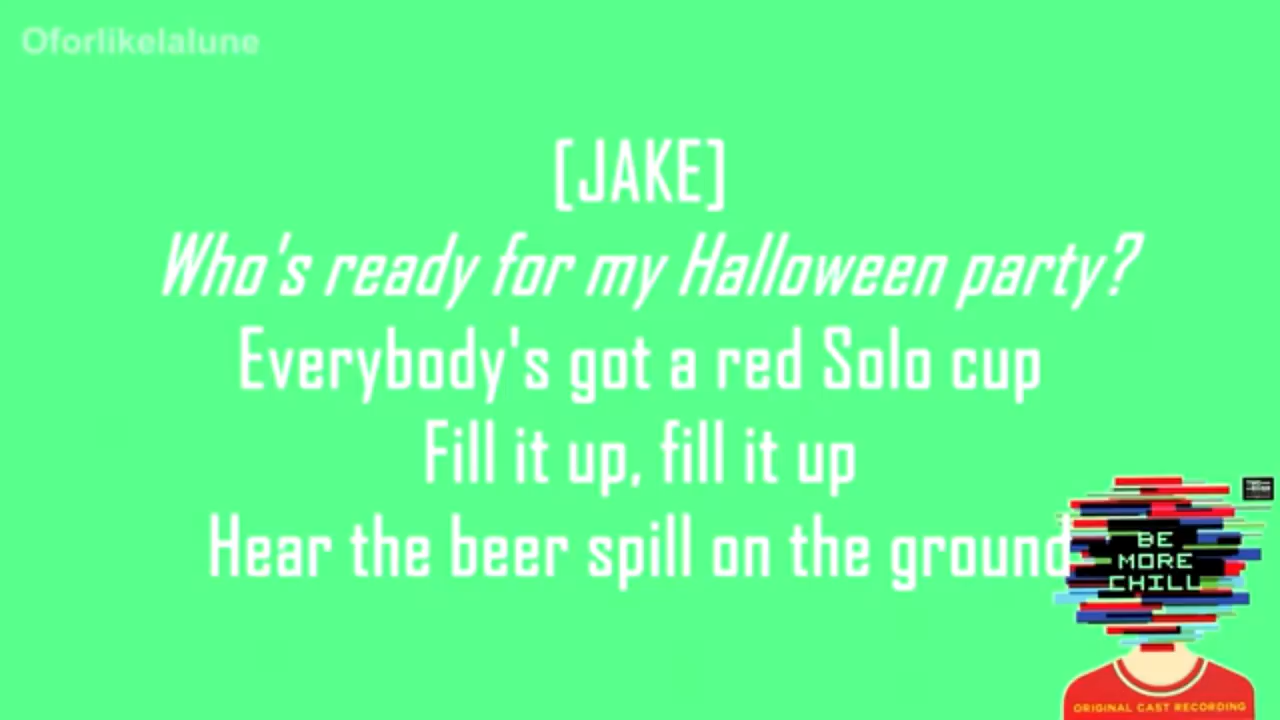 Oforlikelalune
[JAKE]
Who's ready for my Halloween party?
Everybody's got a red Solo cup
Fill it up, fill it up
Hear the beer spill on the ground
BE
MORE
CHILL
ORIGINAL CAST RECORDING